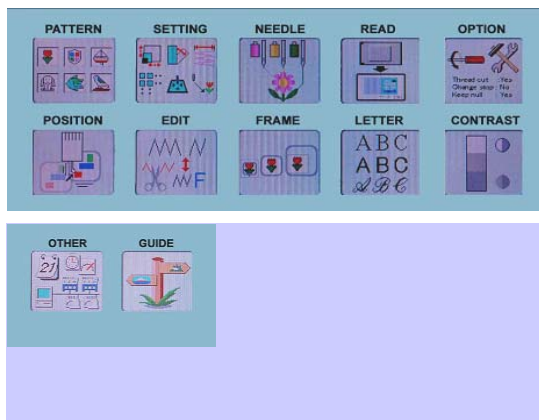 PATTERN SETTING NEEDLE READ OPTION
Thread cut :Yes
Change stop :No
Keep null :Yes
POSITION EDIT FRAME LETTER CONTRAST
F
ABC
ABC
ABC
OTHER GUIDE
21